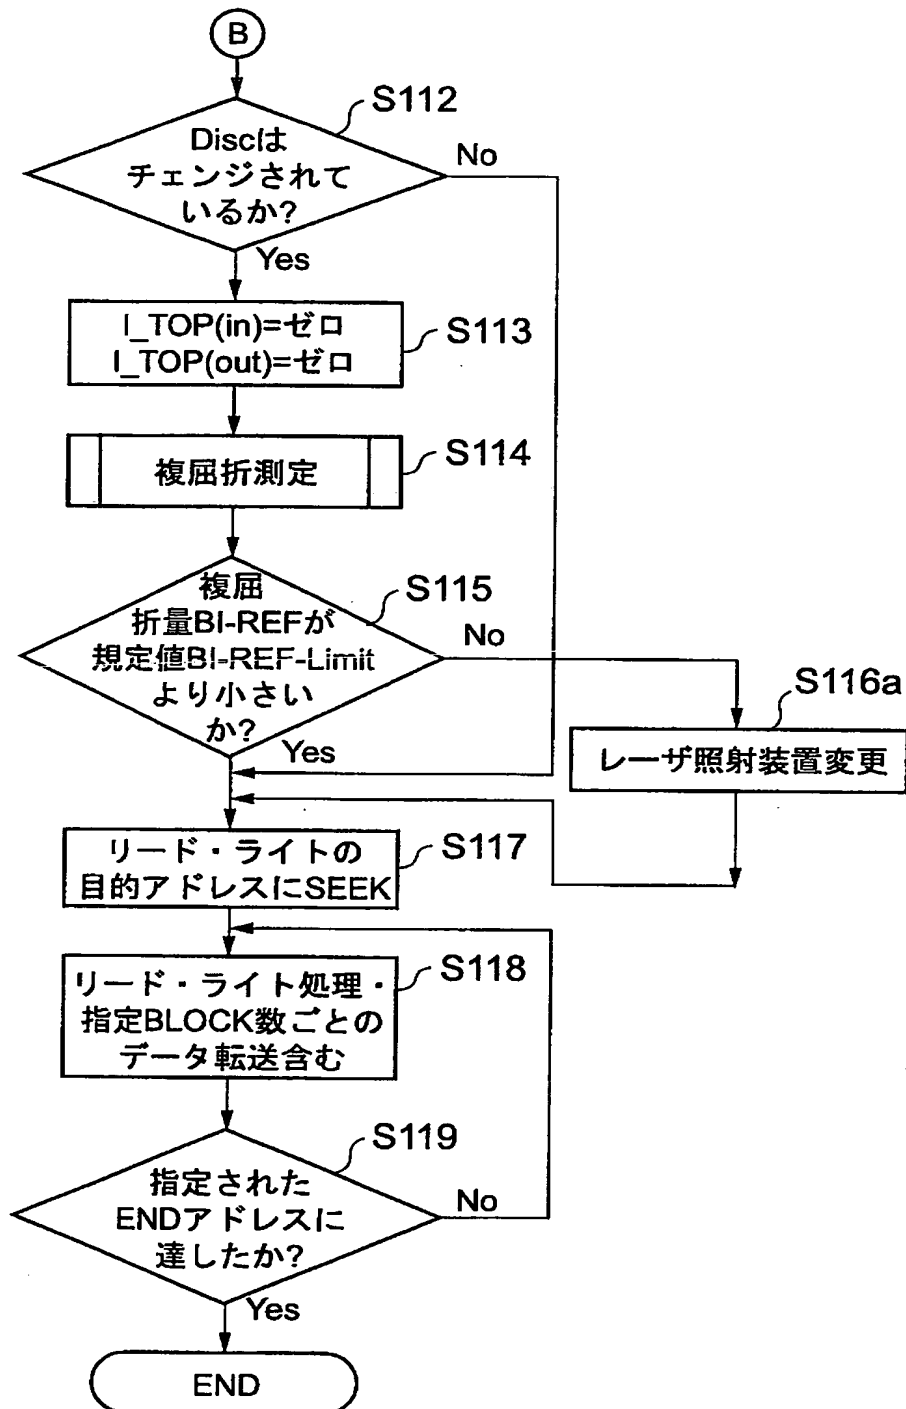 B
S112
Discは
チェンジされて
いるか?
No
Yes
I_TOP(in)=ゼロ
I_TOP(out)=ゼロ
S113
複屈折測定
S114
複屈
折量BI-REFが
規定値BI-REF-Limit
より小さい
か?
S115
No
Yes
S116a
レーザ照射装置変更
リード・ライトの
目的アドレスにSEEK
S117
リード・ライト処理・
指定BLOCK数ごとの
データ転送含む
S118
S119
指定された
ENDアドレスに
達したか?
No
Yes
END